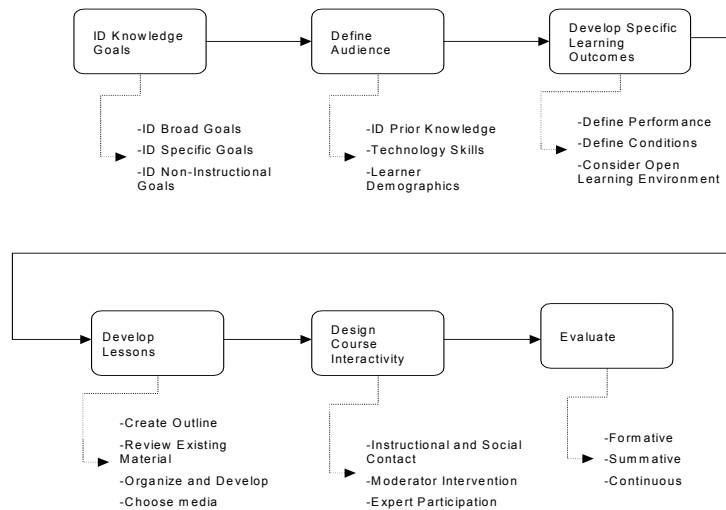 ID Knowledge
Goals
Define
Audience
Develop Specific
Learning
Outcomes
-ID Broad Goals
-ID Specific Goals
-ID Non-Instructional
Goals
-ID Prior Knowledge
-Technology Skills
-Learner
Demographics
-Define Performance
-Define Conditions
-Consider Open
Learning Environment
Develop
Lessons
Design
Course
Interactivity
Evaluate
-Create Outline
-Review Existing
Material
-Organize and Develop
-Choose media
-Instructional and Social
Contact
-Moderator Intervention
-Expert Participation
-Formative
-Summative
-Continuous